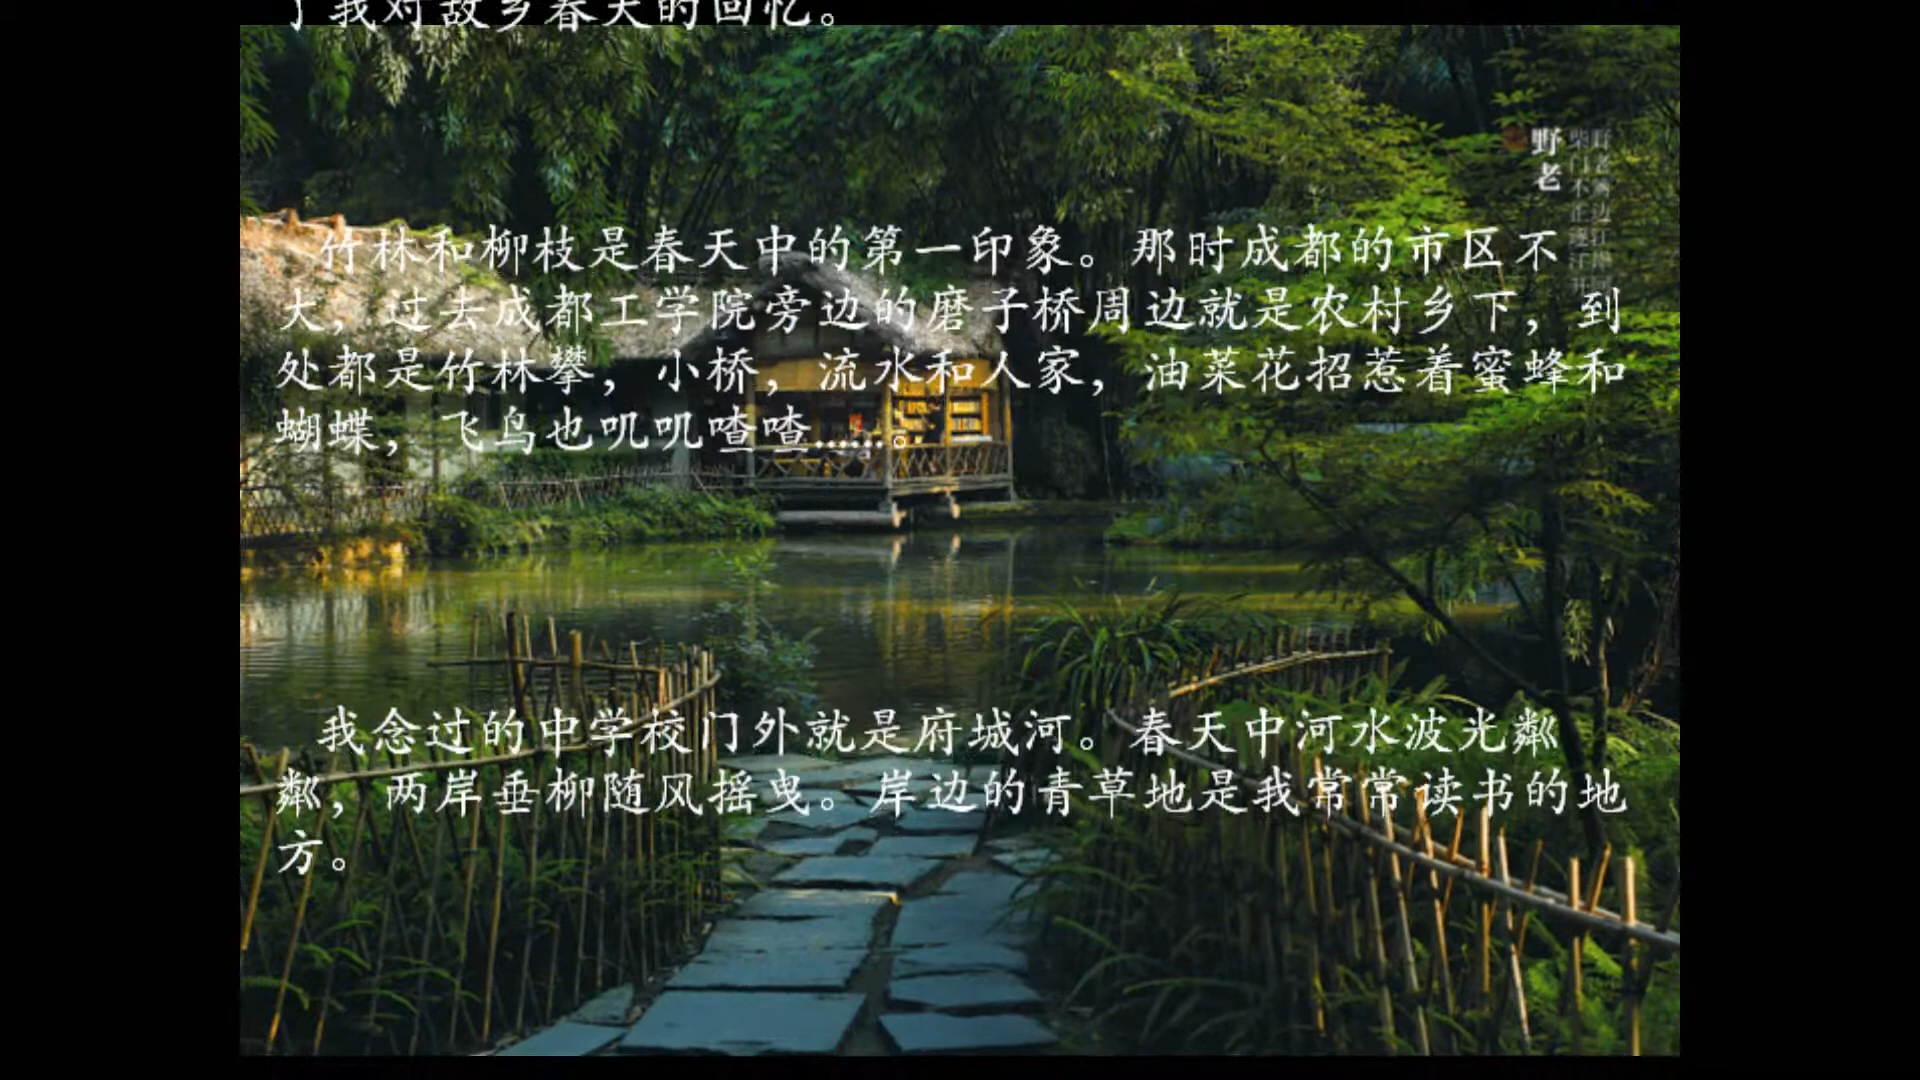 了我对故乡春天的回忆。
野老
竹林和柳枝是春天中的第一印象。那时成都的市区不
大，过去成都工学院旁边的磨子桥周边就是农村乡下，到
处都是竹林攀，小桥，流水和人家，油菜花招惹着蜜蜂和
蝴蝶，飞鸟也叽叽喳喳……。
我念过的中学校门外就是府城河。春天中河水波光粼
粼，两岸垂柳随风摇曳。岸边的青草地是我常常读书的地
方。